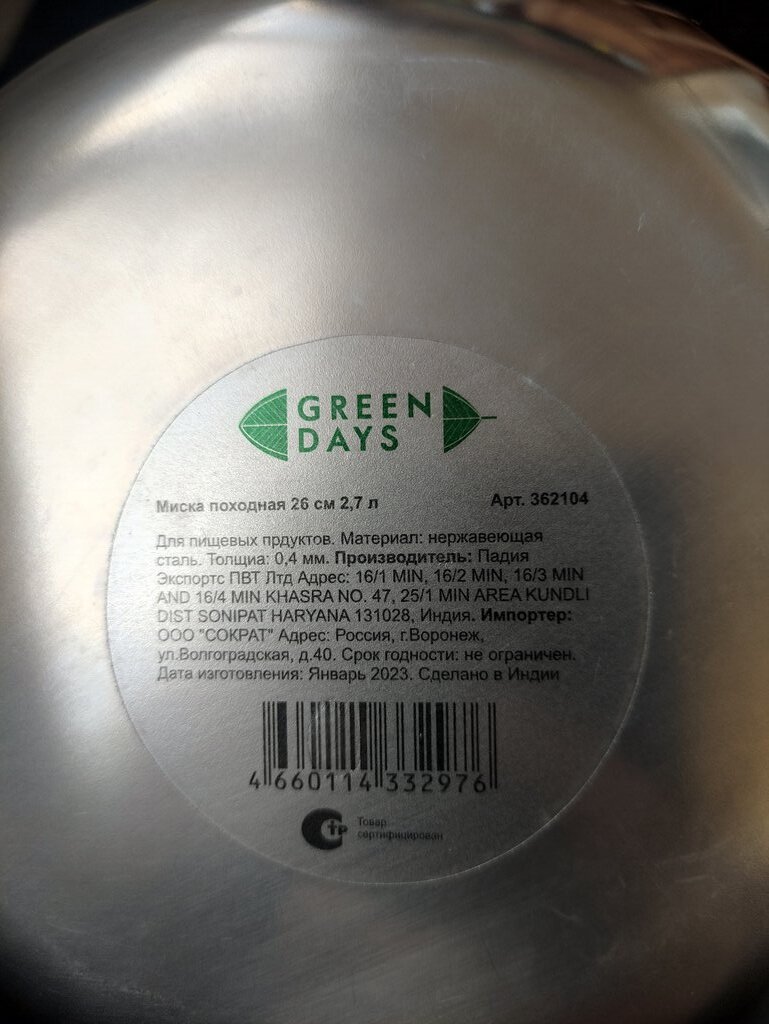 GREEN
DAYS
Миска походная 26 см 2,7 л Арт. 362104
Для пищевых прдуктов. Материал: нержавеющая
сталь. Толщиа: 0,4 мм. Производитель: Падия
Экспортс ПВТ Лтд Адрес: 16/1 MIN, 16/2 MIN, 16/3 MIN
AND 16/4 MIN KHASRA NO. 47, 25/1 MIN AREA KUNDLI
DIST SONIPAT HARYANA 131028, Индия. Импортер:
ООО "СОКРАТ" Адрес: Россия, г.Воронеж,
ул.Волгоградская, д.40. Срок годности: не ограничен.
Дата изготовления: Январь 2023. Сделано в Индии
4 660114 332976
Товар
сертифицирован